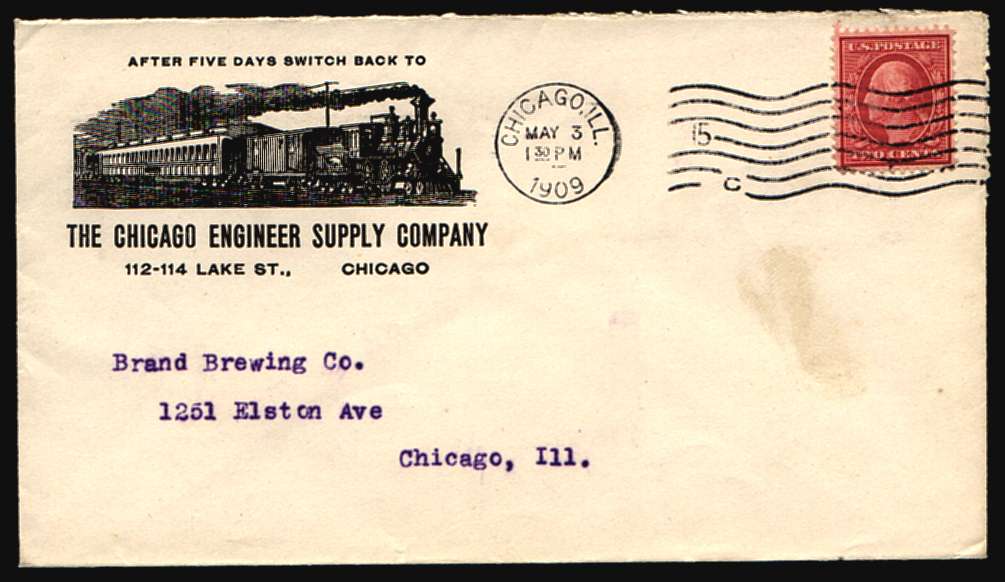 AFTER FIVE DAYS SWITCH BACK TO
THE CHICAGO ENGINEER SUPPLY COMPANY
112-114 LAKE ST., CHICAGO
CHICAGO, ILL.
MAY 3
1 30 PM
1909
15
C
U.S. POSTAGE
TWO CENTS
Brand Brewing Co.
1251 Elston Ave
Chicago, Ill.